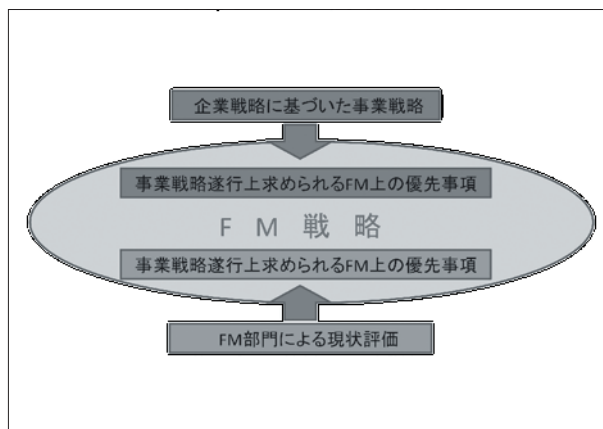 企業戦略に基づいた事業戦略
事業戦略遂行上求められるFM上の優先事項
FM戦略
事業戦略遂行上求められるFM上の優先事項
FM部門による現状評価